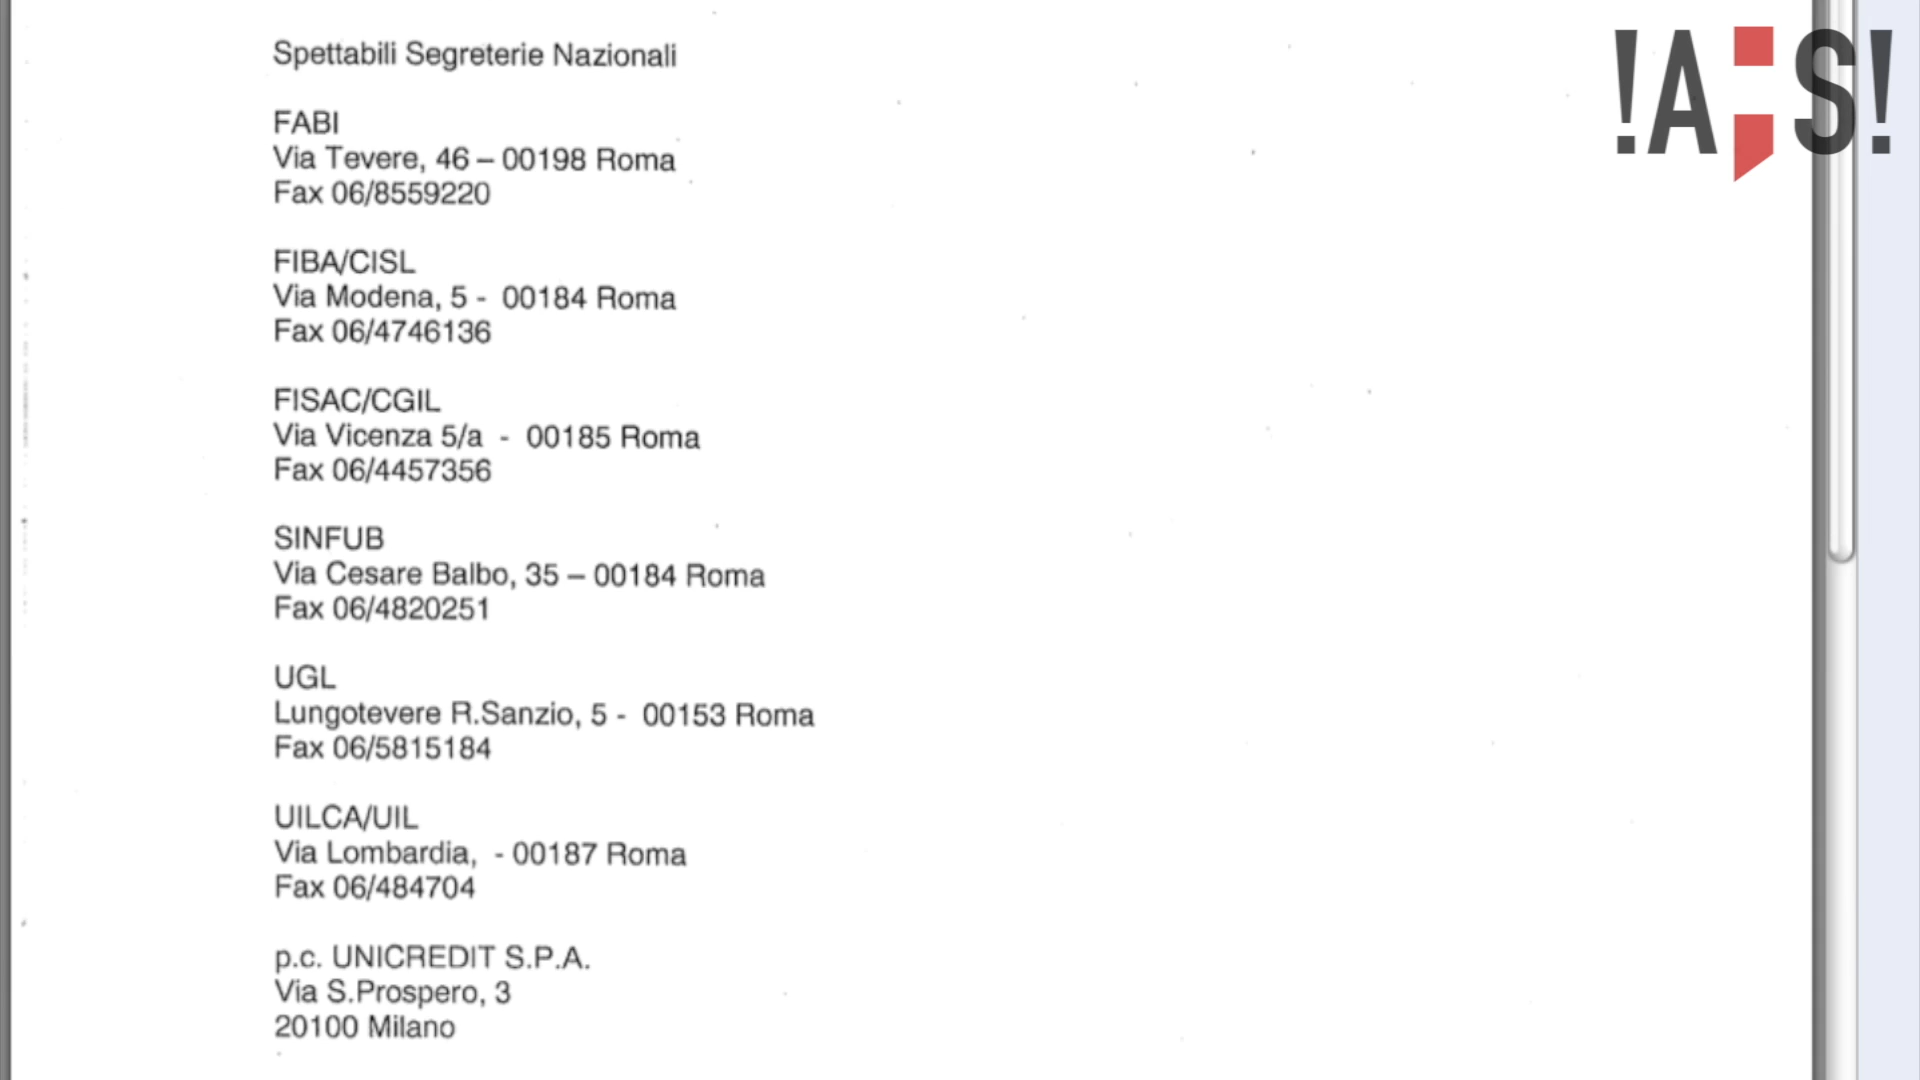 Spettabili Segreterie Nazionali
FABI
Via Tevere, 46 – 00198 Roma
Fax 06/8559220
FIBA/CISL
Via Modena, 5 - 00184 Roma
Fax 06/4746136
FISAC/CGIL
Via Vicenza 5/a - 00185 Roma
Fax 06/4457356
SINFUB
Via Cesare Balbo, 35 – 00184 Roma
Fax 06/4820251
UGL
Lungotevere R.Sanzio, 5 - 00153 Roma
Fax 06/5815184
UILCA/UIL
Via Lombardia, - 00187 Roma
Fax 06/484704
p.c. UNICREDIT S.P.A.
Via S.Prospero, 3
20100 Milano
!A;S!